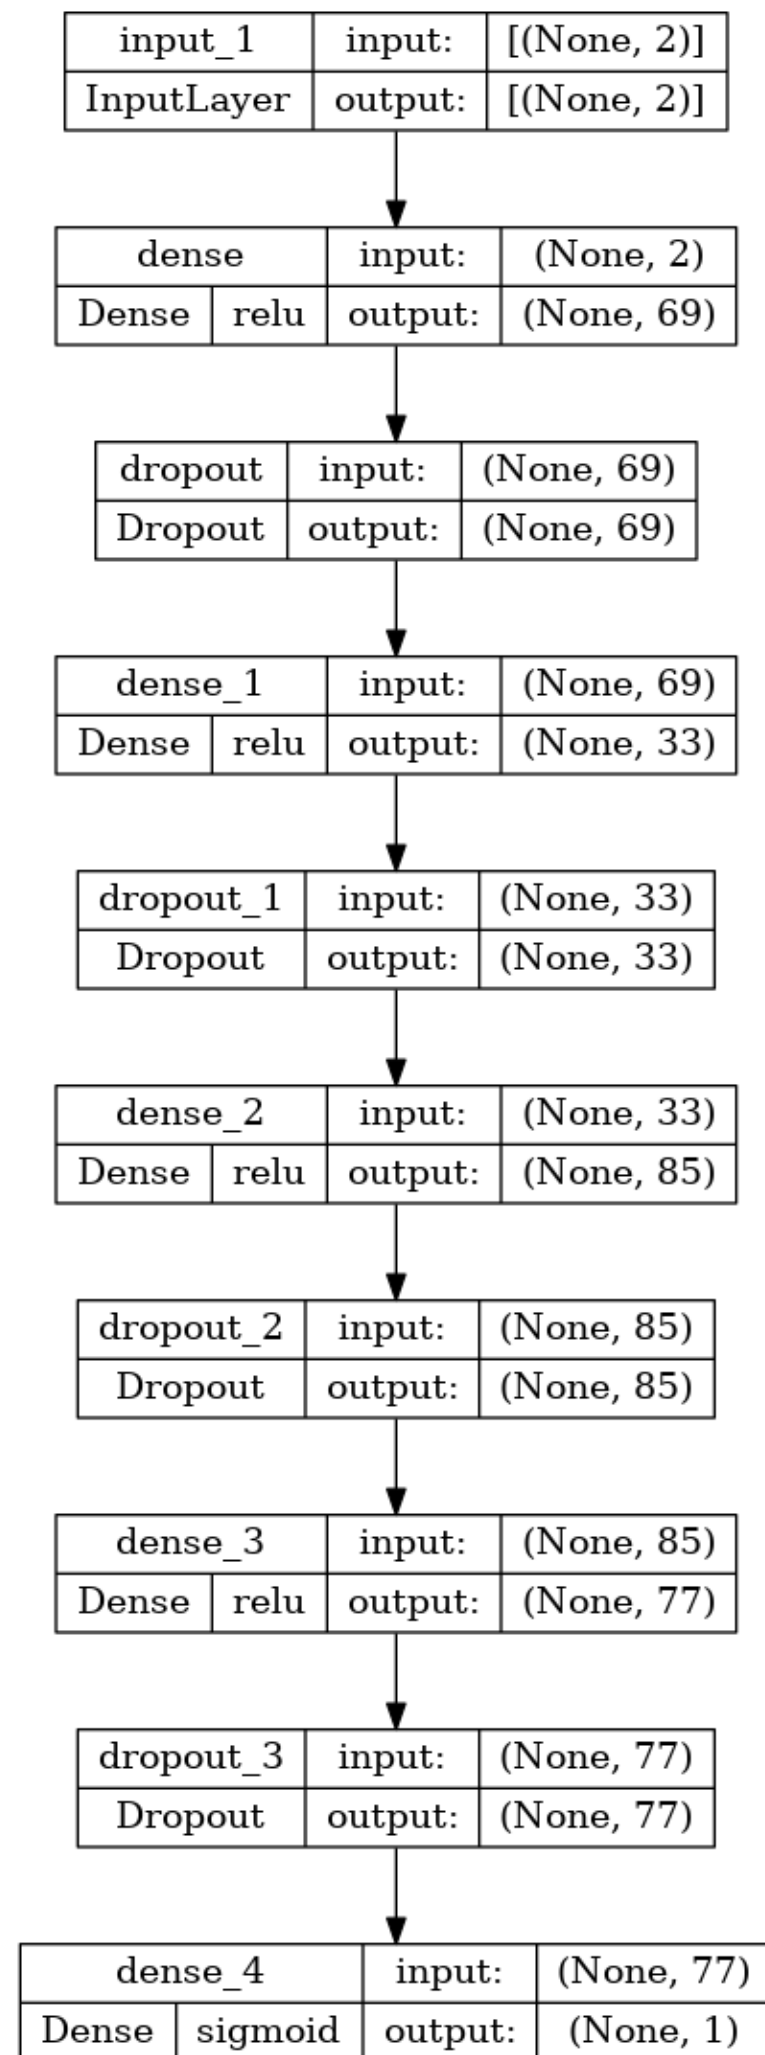 input_1 input: [(None, 2)]
InputLayer output: [(None, 2)]
dense input: (None, 2)
Dense relu output: (None, 69)
dropout input: (None, 69)
Dropout output: (None, 69)
dense_1 input: (None, 69)
Dense relu output: (None, 33)
dropout_1 input: (None, 33)
Dropout output: (None, 33)
dense_2 input: (None, 33)
Dense relu output: (None, 85)
dropout_2 input: (None, 85)
Dropout output: (None, 85)
dense_3 input: (None, 85)
Dense relu output: (None, 77)
dropout_3 input: (None, 77)
Dropout output: (None, 77)
dense_4 input: (None, 77)
Dense sigmoid output: (None, 1)